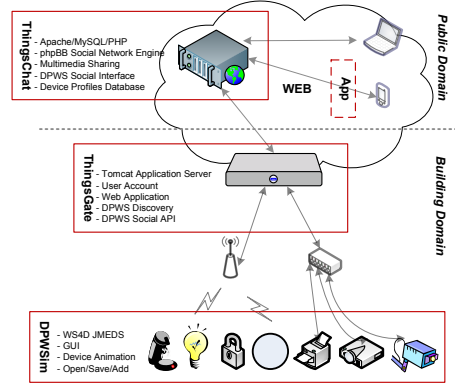 ThingsChat
- Apache/MySQL/PHP
- phpBB Social Network Engine
- Multimedia Sharing
- DPWS Social Interface
- Device Profiles Database
WEB
App
Public Domain
ThingsGate
- Tomcat Application Server
- User Account
- Web Application
- DPWS Discovery
- DPWS Social API
Building Domain
DPWSim
- WS4D JMEDS
- GUI
- Device Animation
- Open/Save/Add